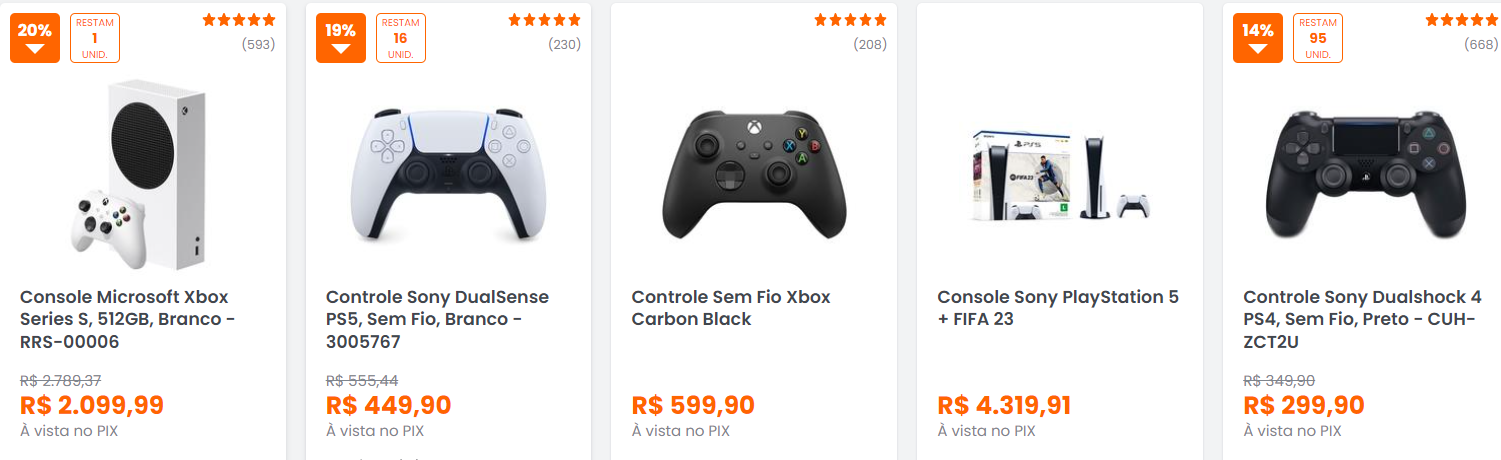 20%
RESTAM
1
UNID.
(593)
Console Microsoft Xbox
Series S, 512GB, Branco -
RRS-00006
R$ 2.789,37
R$ 2.099,99
À vista no PIX
19%
RESTAM
16
UNID.
(230)
Controle Sony DualSense
PS5, Sem Fio, Branco -
3005767
R$ 555,44
R$ 449,90
À vista no PIX
(208)
Controle Sem Fio Xbox
Carbon Black
R$ 599,90
À vista no PIX
PS5
FIFA 23
Console Sony PlayStation 5
+ FIFA 23
R$ 4.319,91
À vista no PIX
14%
RESTAM
95
UNID.
(668)
Controle Sony Dualshock 4
PS4, Sem Fio, Preto - CUH-
ZCT2U
R$ 349,90
R$ 299,90
À vista no PIX